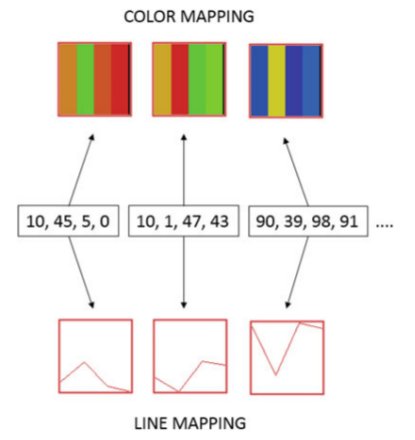 COLOR MAPPING
10, 45, 5, 0
10, 1, 47, 43
90, 39, 98, 91
....
LINE MAPPING